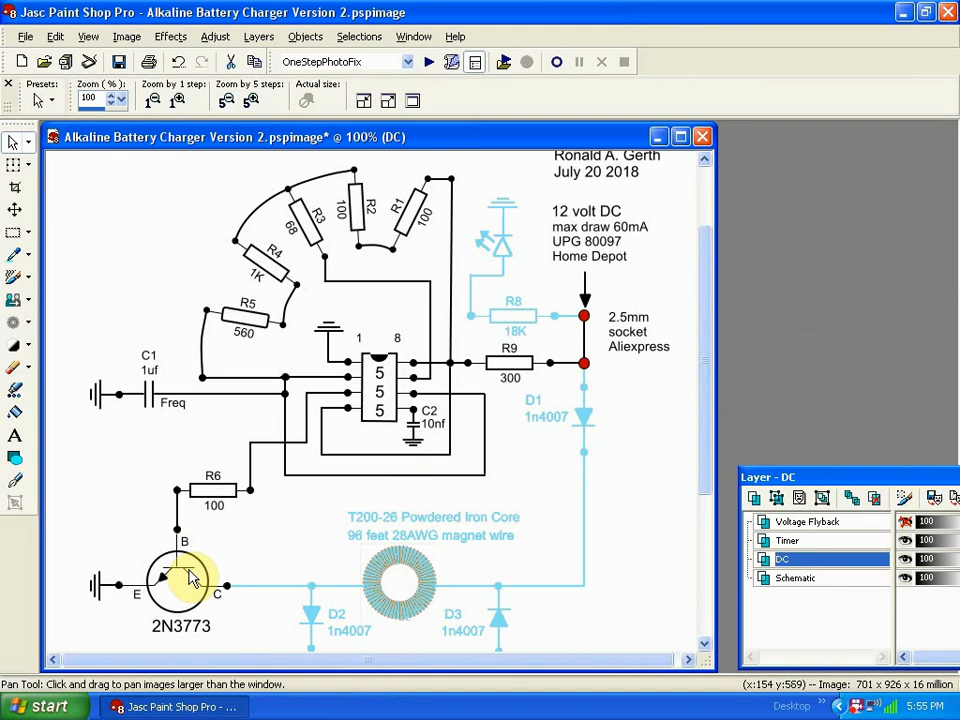 Jasc Paint Shop Pro - Alkaline Battery Charger Version 2.pspimage
File Edit View Image Effects Adjust Layers Objects Selections Window Help
OneStepPhotoFix
Presets: Zoom (%): Zoom by 1 step: Zoom by 5 steps: Actual size:
100
Alkaline Battery Charger Version 2.pspimage* @ 100% (DC)
Ronald A. Gerth
July 20 2018
12 volt DC
max draw 60mA
UPG 80097
Home Depot
R1
100
R2
100
R3
68
R4
1K
R5
560
R8
18K
2.5mm
socket
Aliexpress
1 8
R9
300
C1
1uf
Freq
5
5
5
C2
10nf
D1
1n4007
R6
100
T200-26 Powdered Iron Core
96 feet 28AWG magnet wire
B
E
C
2N3773
D2
1n4007
D3
1n4007
Layer - DC
Voltage Flyback 100
Timer 100
DC 100
Schematic 100
Pan Tool: Click and drag to pan images larger than the window.
(x:154 y:569) -- Image: 701 x 926 x 16 million
start
Jasc Paint Shop Pro - ...
Desktop
5:55 PM